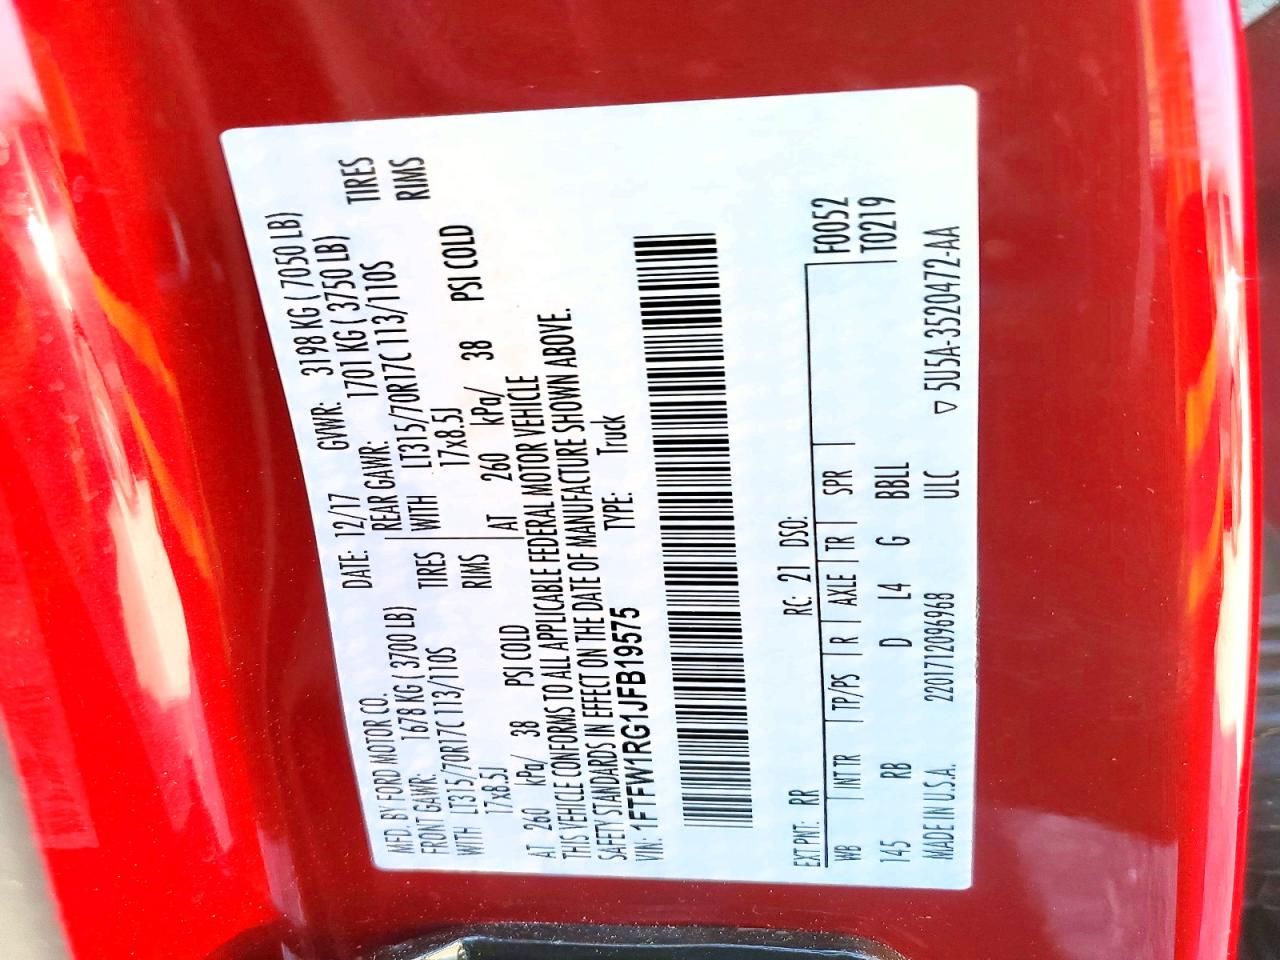 MFD. BY FORD MOTOR CO.
DATE: 12/17 GVWR: 3198 KG ( 7050 LB)
FRONT GAWR: 1678 KG ( 3700 LB)
REAR GAWR: 1701 KG ( 3750 LB)
WITH LT315/70R17C 113/110S TIRES
WITH LT315/70R17C 113/110S TIRES
17x8.5J RIMS
17x8.5J RIMS
AT 260 kPa/ 38 PSI COLD
AT 260 kPa/ 38 PSI COLD
THIS VEHICLE CONFORMS TO ALL APPLICABLE FEDERAL MOTOR VEHICLE
SAFETY STANDARDS IN EFFECT ON THE DATE OF MANUFACTURE SHOWN ABOVE.
VIN: 1FTFW1RG1JFB19575 TYPE: Truck
EXT PNT: RR RC: 21 DSO: F0052
WB INT TR TP/PS R AXLE TR SPR T0219
145 RB D L4 G BBLL
MADE IN U.S.A. 2201712096968 ULC ▽ 5U5A-3520472-AA